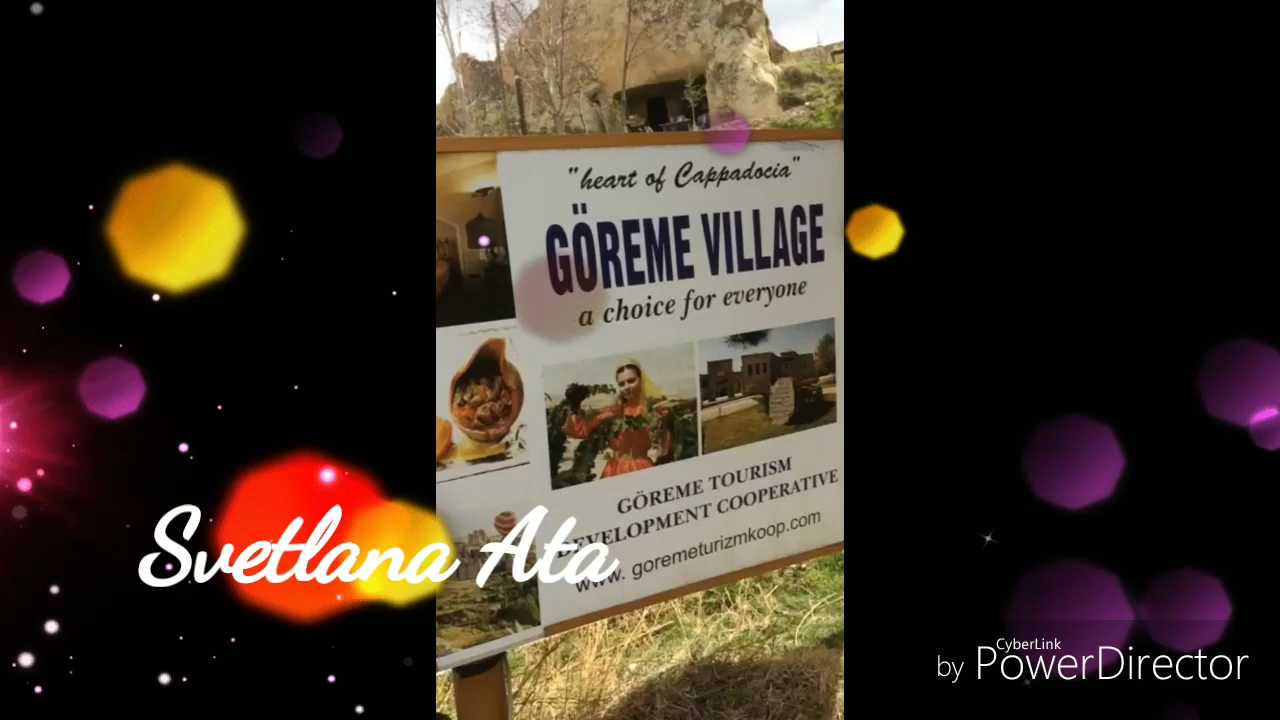 "heart of Cappadocia"
GÖREME VILLAGE
a choice for everyone
GÖREME TOURISM
DEVELOPMENT COOPERATIVE
www. goremeturizmkoop.com
Svetlana Ata
CyberLink
by PowerDirector